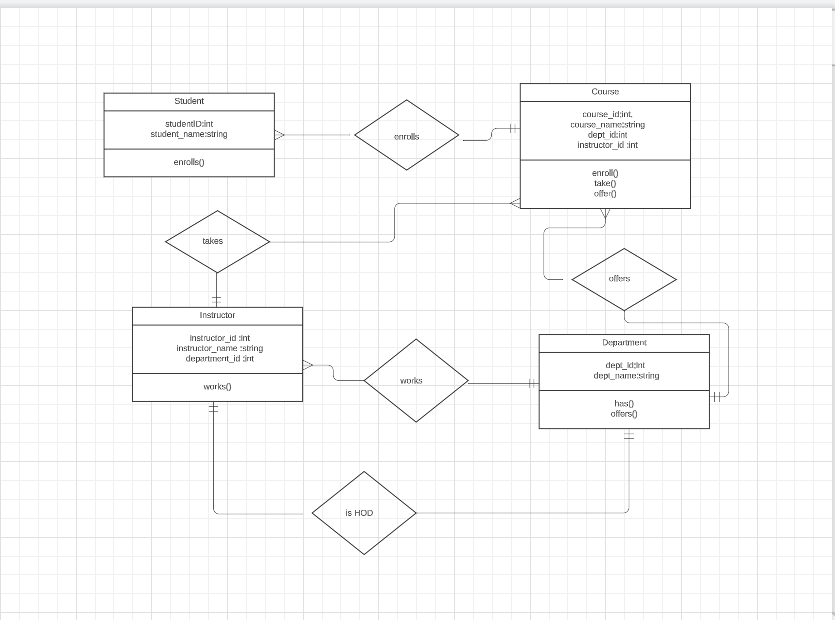 Student
studentID:int
student_name:string
enrolls()
enrolls
Course
course_id:int,
course_name:string
dept_id:int
instructor_id :int
enroll()
take()
offer()
takes
offers
Instructor
Instructor_id :int
instructor_name :string
department_id :int
works()
works
Department
dept_id:int
dept_name:string
has()
offers()
is HOD